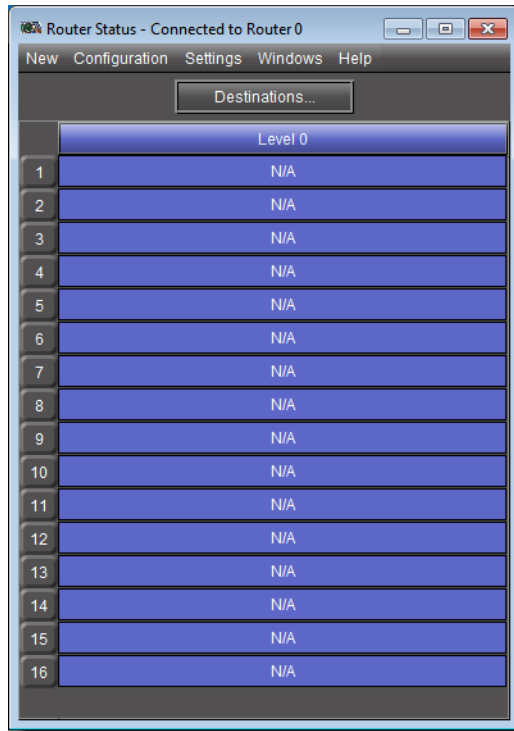 Router Status - Connected to Router 0
New Configuration Settings Windows Help
Destinations...
Level 0
1 N/A
2 N/A
3 N/A
4 N/A
5 N/A
6 N/A
7 N/A
8 N/A
9 N/A
10 N/A
11 N/A
12 N/A
13 N/A
14 N/A
15 N/A
16 N/A